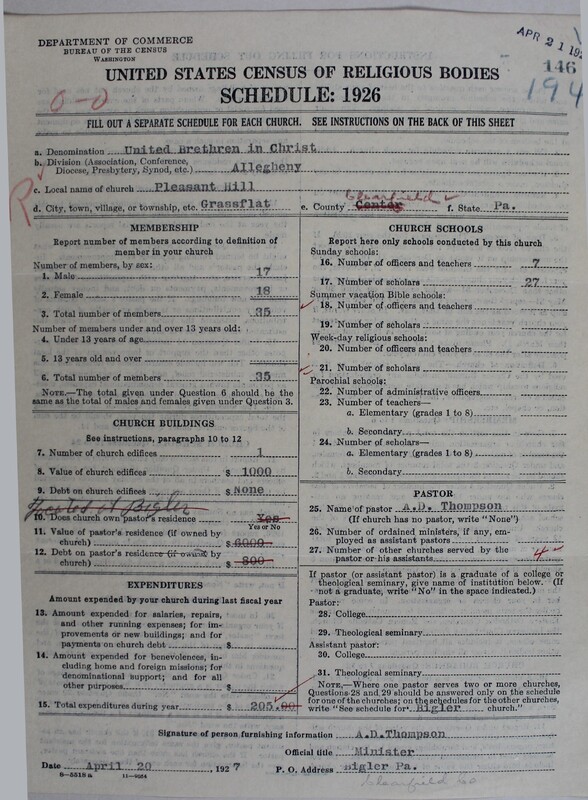 DEPARTMENT OF COMMERCE
BUREAU OF THE CENSUS
WASHINGTON
APR 21 192
146
194
UNITED STATES CENSUS OF RELIGIOUS BODIES
SCHEDULE: 1926
0-0
FILL OUT A SEPARATE SCHEDULE FOR EACH CHURCH. SEE INSTRUCTIONS ON THE BACK OF THIS SHEET
a. Denomination United Brethren in Christ
b. Division (Association, Conference, Diocese, Presbytery, Synod, etc.) Allegheny
c. Local name of church Pleasant Hill
R
Clearfield
d. City, town, village, or township, etc. Grassflat e. County Center f. State Pa.
MEMBERSHIP
Report number of members according to definition of
member in your church
Number of members, by sex:
1. Male 17
2. Female 18
3. Total number of members 35
Number of members under and over 13 years old:
4. Under 13 years of age
5. 13 years old and over
6. Total number of members 35
NOTE.—The total given under Question 6 should be the
same as the total of males and females given under Question 3.
CHURCH BUILDINGS
See instructions, paragraphs 10 to 12
7. Number of church edifices 1
8. Value of church edifices $ 1000
9. Debt on church edifices $ None
at Bigler
10. Does church own pastor's residence Yes
Yes or No
11. Value of pastor's residence (if owned by
church) $ 6000
12. Debt on pastor's residence (if owned by
church) $ 800
EXPENDITURES
Amount expended by your church during last fiscal year
13. Amount expended for salaries, repairs,
and other running expenses; for im-
provements or new buildings; and for
payments on church debt $
14. Amount expended for benevolences, in-
cluding home and foreign missions; for
denominational support; and for all
other purposes $
15. Total expenditures during year $ 205.00
CHURCH SCHOOLS
Report here only schools conducted by this church
Sunday schools:
16. Number of officers and teachers 7
17. Number of scholars 27
Summer vacation Bible schools:
18. Number of officers and teachers
19. Number of scholars
Week-day religious schools:
20. Number of officers and teachers
21. Number of scholars
Parochial schools:
22. Number of administrative officers
23. Number of teachers—
a. Elementary (grades 1 to 8)
b. Secondary
24. Number of scholars—
a. Elementary (grades 1 to 8)
b. Secondary
PASTOR
25. Name of pastor A.D. Thompson
(If church has no pastor, write "None")
26. Number of ordained ministers, if any, em-
ployed as assistant pastors
27. Number of other churches served by the
pastor or his assistants 4
If pastor (or assistant pastor) is a graduate of a college or
theological seminary, give name of institution below. (If
not a graduate, write "No" in the space indicated.)
Pastor:
28. College
29. Theological seminary
Assistant pastor:
30. College
31. Theological seminary
NOTE.—Where one pastor serves two or more churches,
Questions 28 and 29 should be answered only on the schedule
for one of the churches; on the schedules for the other churches,
write "See schedule for Bigler church."
Signature of person furnishing information A.D.Thompson
Official title Minister
Date April 20, 1927 P. O. Address Bigler Pa.
8-5518a 11-9054
Clearfield Co